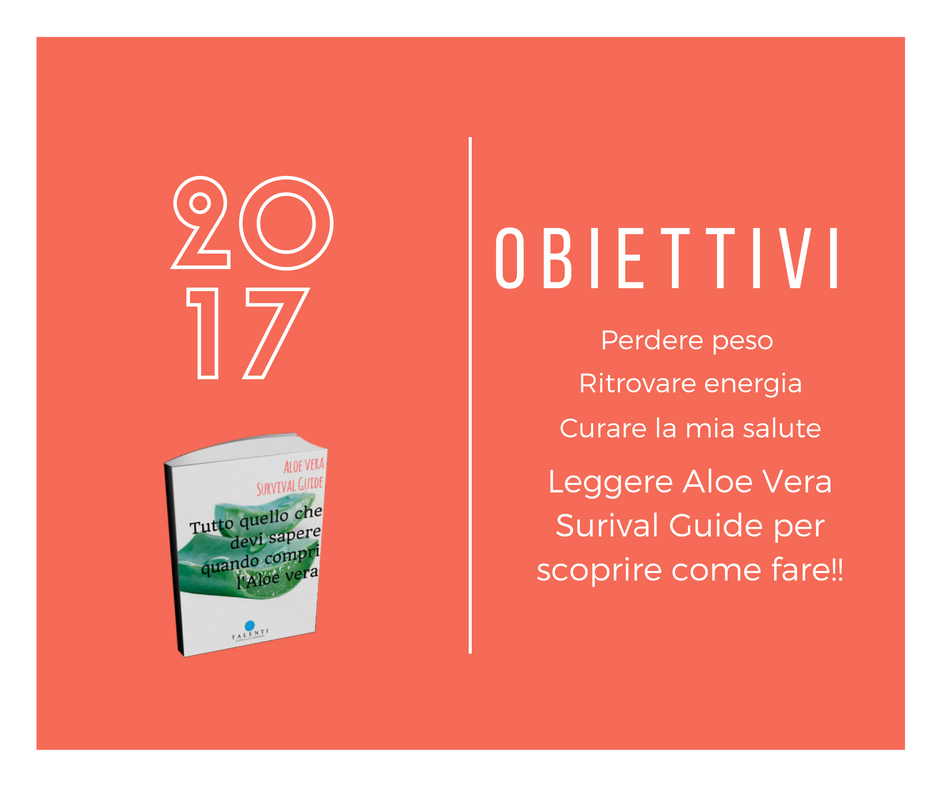 20
17
OBIETTIVI
Perdere peso
Ritrovare energia
Curare la mia salute
Leggere Aloe Vera
Surival Guide per
scoprire come fare!!
Aloe vera
Survival Guide
Tutto quello che
devi sapere
quando compri
l'Aloe vera
TALENTI